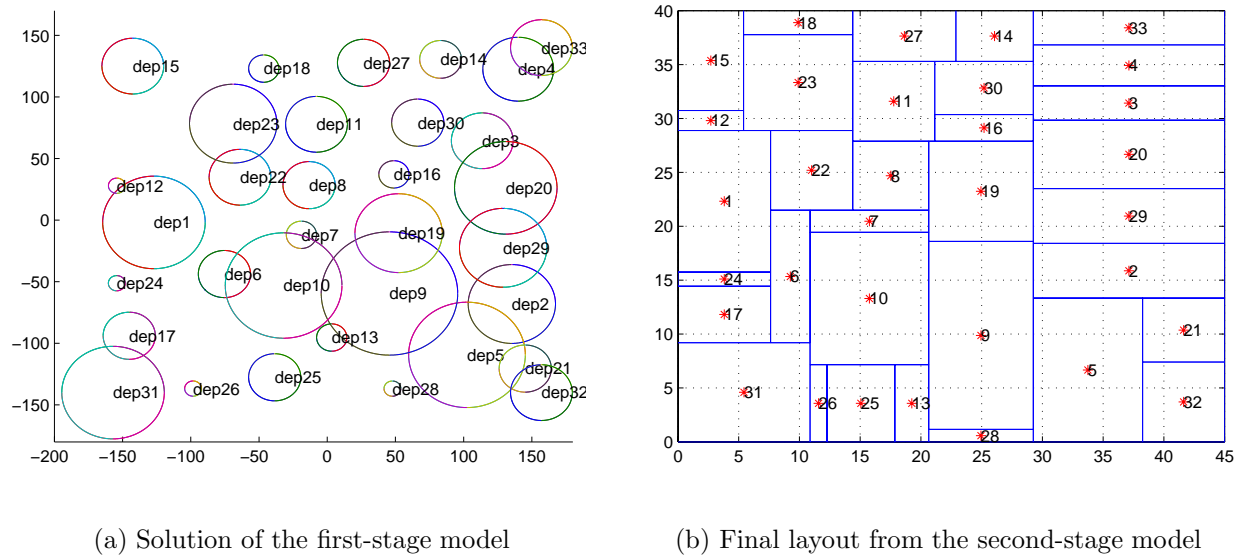 150
100
50
0
−50
−100
−150
−200 −150 −100 −50 0 50 100 150 200
dep33
dep15
dep18
dep27
dep14
dep4
dep23
dep11
dep30
dep3
dep22
dep8
dep16
dep12
dep20
dep1
dep7
dep19
dep29
dep6
dep24
dep10
dep9
dep2
dep17
dep13
dep5
dep21
dep31
dep26
dep25
dep28
dep32
(a) Solution of the first-stage model
40
35
30
25
20
15
10
5
0
0 5 10 15 20 25 30 35 40 45
18
27
14
33
15
23
4
30
11
3
12
16
22
8
20
19
1
7
29
24
6
2
10
17
9
21
5
31
26
25
13
32
28
(b) Final layout from the second-stage model